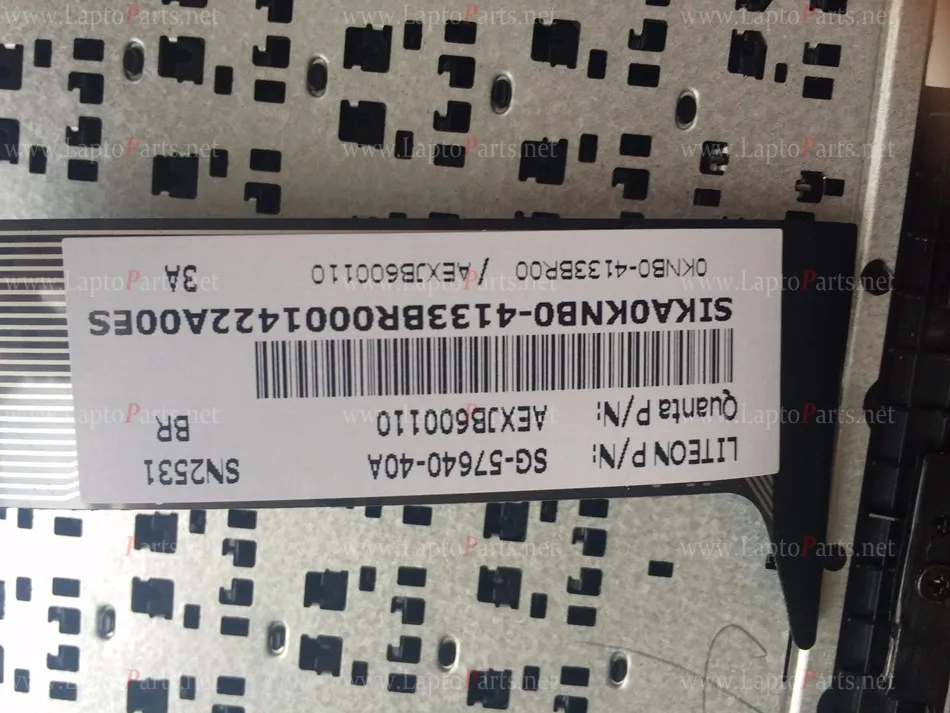 LITEON P/N: SG-57640-40A SN2531
Quanta P/N: AEXJB600110 BR
SIKA0KNB0-4133BR0001422A00ES
0KNB0-4133BR00 / AEXJB600110 3A
www.LaptoParts.net